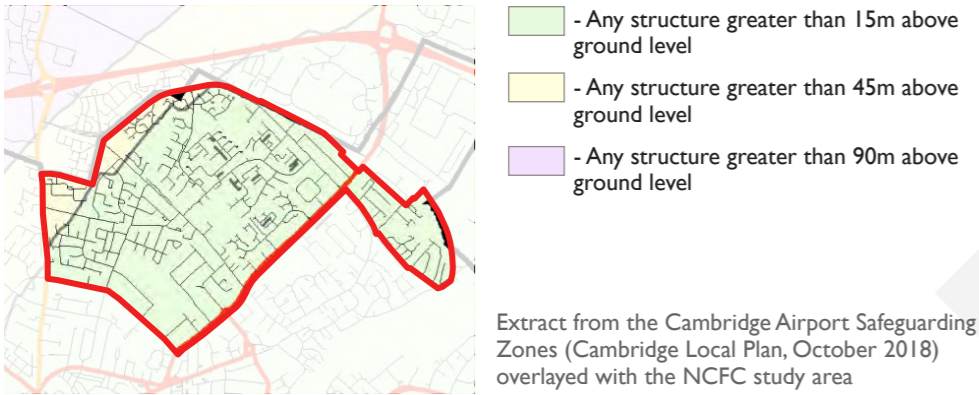 - Any structure greater than 15m above
ground level
- Any structure greater than 45m above
ground level
- Any structure greater than 90m above
ground level
Extract from the Cambridge Airport Safeguarding
Zones (Cambridge Local Plan, October 2018)
overlayed with the NCFC study area